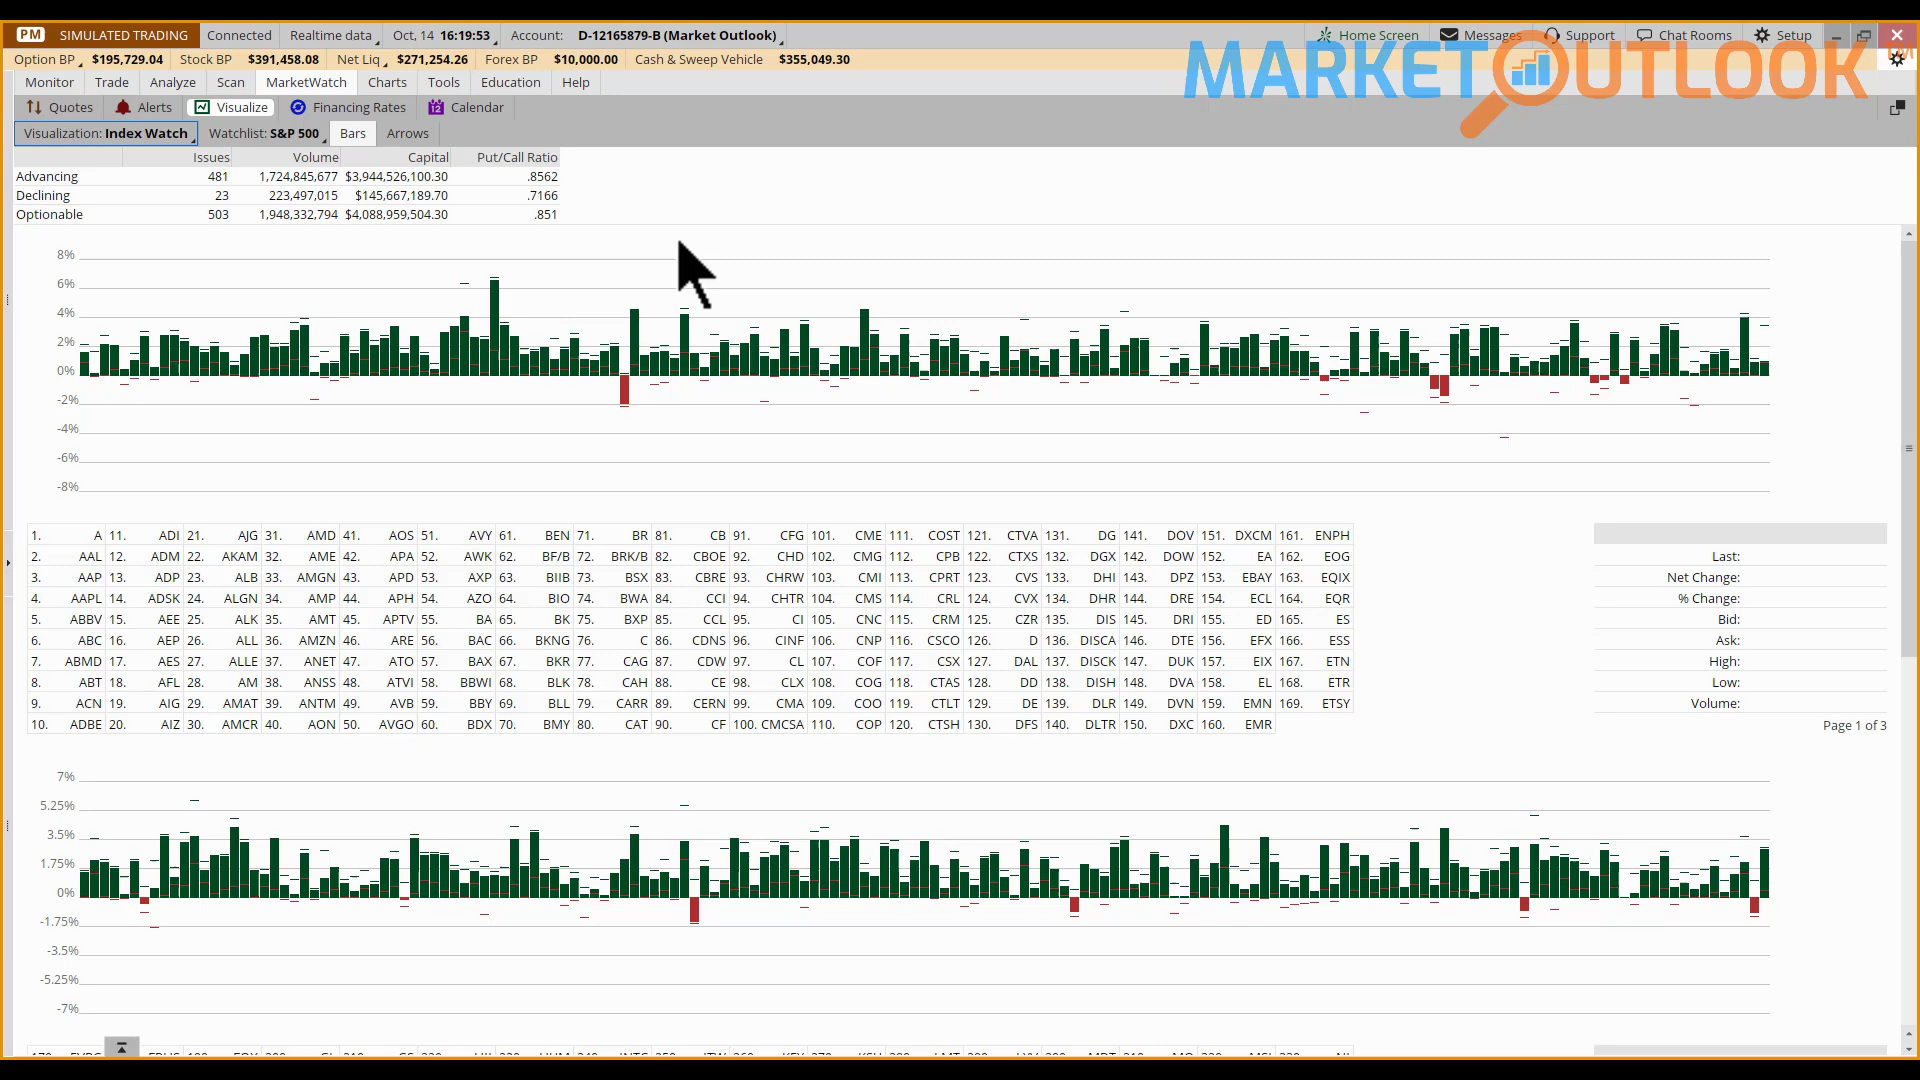 PM SIMULATED TRADING Connected Realtime data Oct, 14 16:19:53 Account: D-12165879-B (Market Outlook) Home Screen Messages Support Chat Rooms Setup
Option BP $195,729.04 Stock BP $391,458.08 Net Liq $271,254.26 Forex BP $10,000.00 Cash & Sweep Vehicle $355,049.30
MARKET OUTLOOK TM
Monitor Trade Analyze Scan MarketWatch Charts Tools Education Help
Quotes Alerts Visualize Financing Rates 12 Calendar
Visualization: Index Watch Watchlist: S&P 500 Bars Arrows
Issues Volume Capital Put/Call Ratio
Advancing 481 1,724,845,677 $3,944,526,100.30 .8562
Declining 23 223,497,015 $145,667,189.70 .7166
Optionable 503 1,948,332,794 $4,088,959,504.30 .851
8%
6%
4%
2%
0%
-2%
-4%
-6%
-8%
1. A 11. ADI 21. AJG 31. AMD 41. AOS 51. AVY 61. BEN 71. BR 81. CB 91. CFG 101. CME 111. COST 121. CTVA 131. DG 141. DOV 151. DXCM 161. ENPH
2. AAL 12. ADM 22. AKAM 32. AME 42. APA 52. AWK 62. BF/B 72. BRK/B 82. CBOE 92. CHD 102. CMG 112. CPB 122. CTXS 132. DGX 142. DOW 152. EA 162. EOG Last:
3. AAP 13. ADP 23. ALB 33. AMGN 43. APD 53. AXP 63. BIIB 73. BSX 83. CBRE 93. CHRW 103. CMI 113. CPRT 123. CVS 133. DHI 143. DPZ 153. EBAY 163. EQIX Net Change:
4. AAPL 14. ADSK 24. ALGN 34. AMP 44. APH 54. AZO 64. BIO 74. BWA 84. CCI 94. CHTR 104. CMS 114. CRL 124. CVX 134. DHR 144. DRE 154. ECL 164. EQR % Change:
5. ABBV 15. AEE 25. ALK 35. AMT 45. APTV 55. BA 65. BK 75. BXP 85. CCL 95. CI 105. CNC 115. CRM 125. CZR 135. DIS 145. DRI 155. ED 165. ES Bid:
6. ABC 16. AEP 26. ALL 36. AMZN 46. ARE 56. BAC 66. BKNG 76. C 86. CDNS 96. CINF 106. CNP 116. CSCO 126. D 136. DISCA 146. DTE 156. EFX 166. ESS Ask:
7. ABMD 17. AES 27. ALLE 37. ANET 47. ATO 57. BAX 67. BKR 77. CAG 87. CDW 97. CL 107. COF 117. CSX 127. DAL 137. DISCK 147. DUK 157. EIX 167. ETN High:
8. ABT 18. AFL 28. AM 38. ANSS 48. ATVI 58. BBWI 68. BLK 78. CAH 88. CE 98. CLX 108. COG 118. CTAS 128. DD 138. DISH 148. DVA 158. EL 168. ETR Low:
9. ACN 19. AIG 29. AMAT 39. ANTM 49. AVB 59. BBY 69. BLL 79. CARR 89. CERN 99. CMA 109. COO 119. CTLT 129. DE 139. DLR 149. DVN 159. EMN 169. ETSY Volume:
10. ADBE 20. AIZ 30. AMCR 40. AON 50. AVGO 60. BDX 70. BMY 80. CAT 90. CF 100. CMCSA 110. COP 120. CTSH 130. DFS 140. DLTR 150. DXC 160. EMR Page 1 of 3
7%
5.25%
3.5%
1.75%
0%
-1.75%
-3.5%
-5.25%
-7%